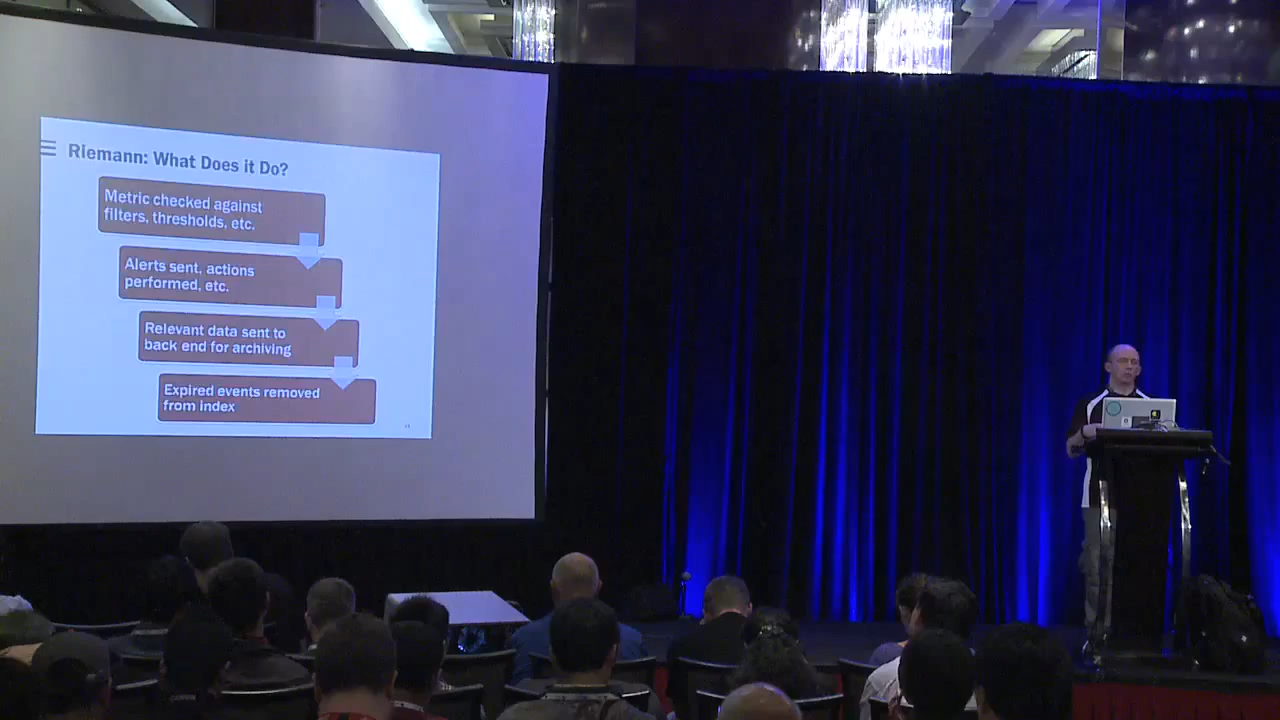 Riemann: What Does it Do?
Metric checked against
filters, thresholds, etc.
Alerts sent, actions
performed, etc.
Relevant data sent to
back end for archiving
Expired events removed
from index